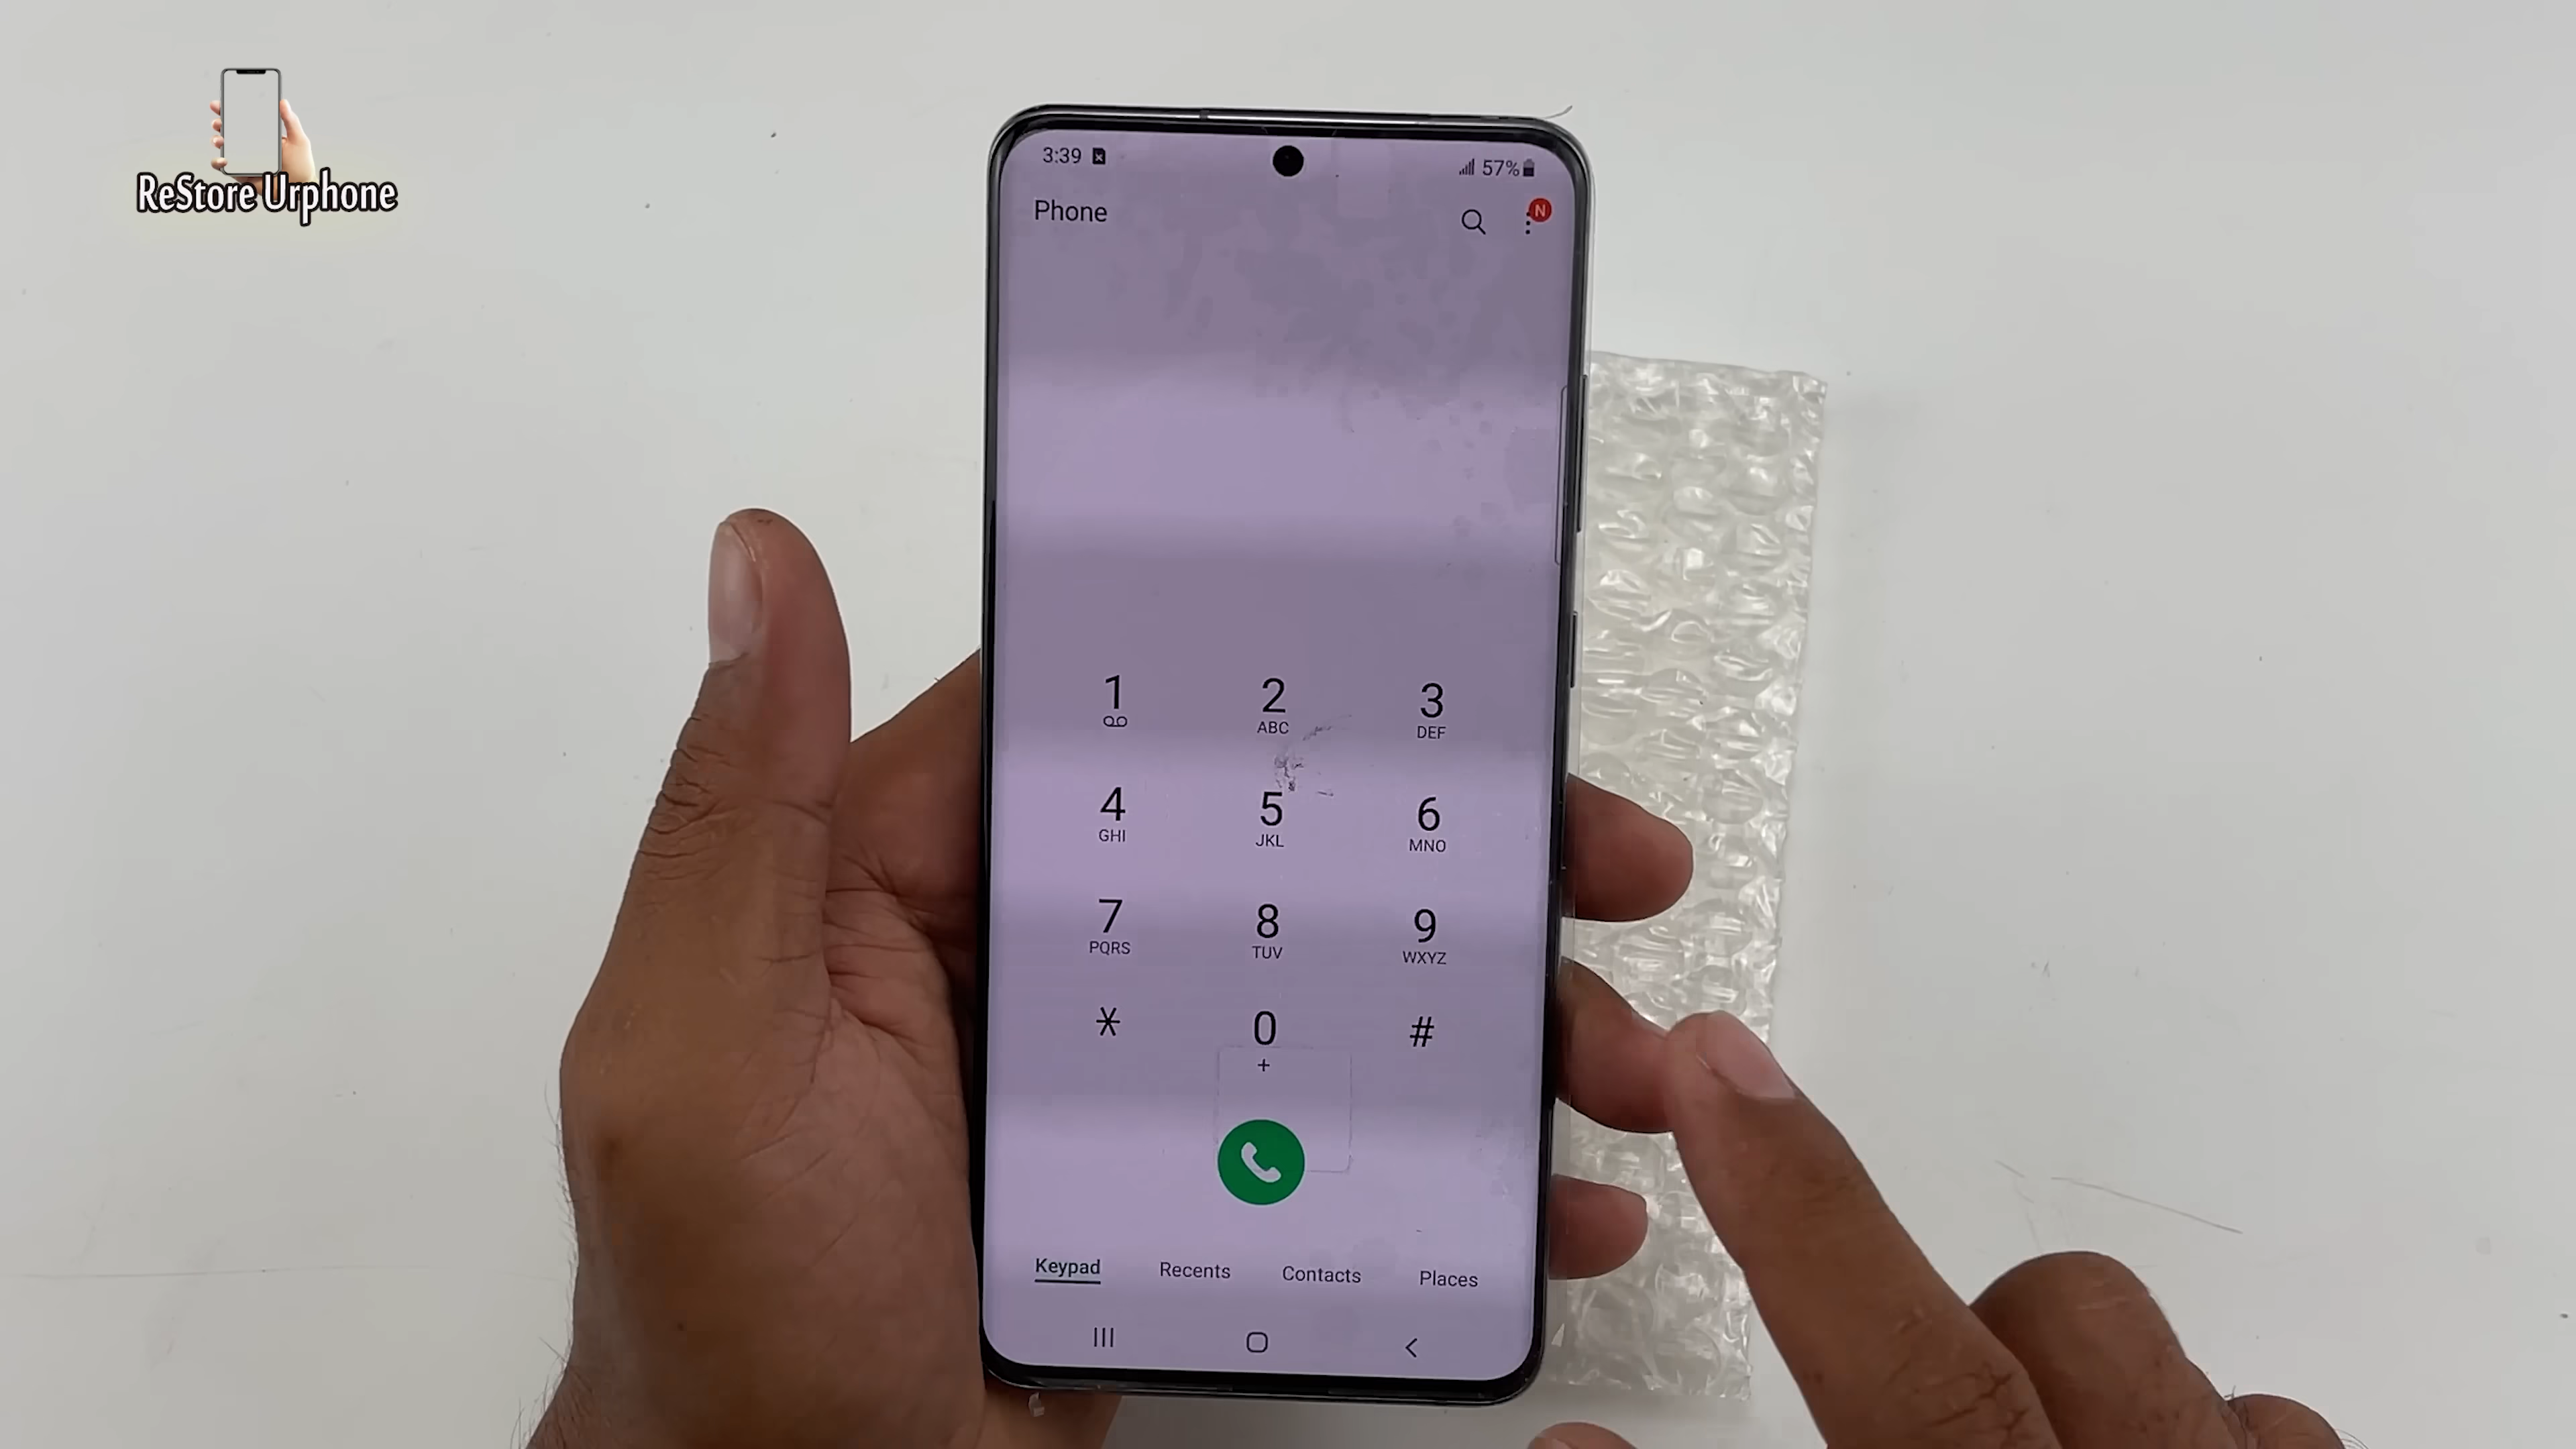 ReStore Urphone
3:39
57%
Phone
N
1
2
ABC
3
DEF
4
GHI
5
JKL
6
MNO
7
PQRS
8
TUV
9
WXYZ
*
0
+
#
Keypad
Recents
Contacts
Places